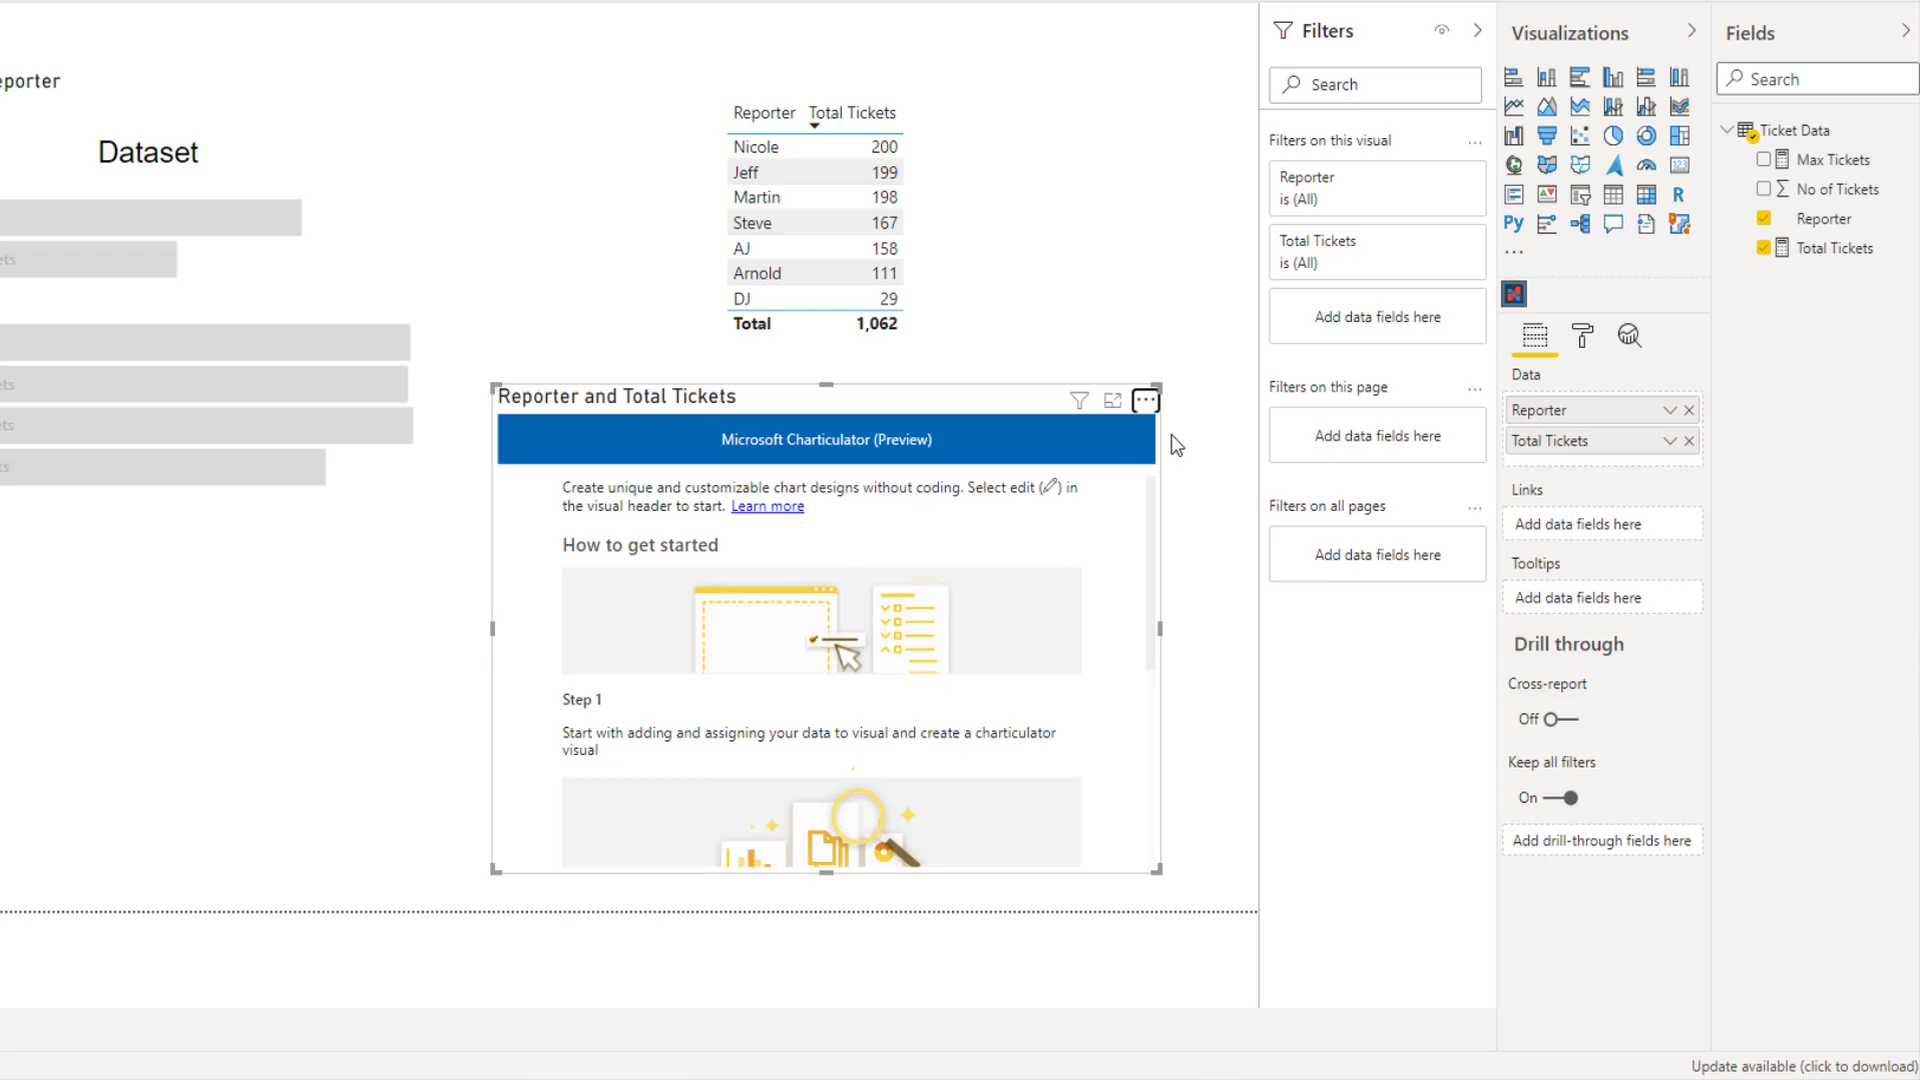 eporter
Dataset
ets
ets
ets
ts
Reporter Total Tickets
Nicole 200
Jeff 199
Martin 198
Steve 167
AJ 158
Arnold 111
DJ 29
Total 1,062
Reporter and Total Tickets
Microsoft Charticulator (Preview)
Create unique and customizable chart designs without coding. Select edit ( ) in
the visual header to start. Learn more
How to get started
Step 1
Start with adding and assigning your data to visual and create a charticulator
visual
Filters
Search
Filters on this visual
...
Reporter
is (All)
Total Tickets
is (All)
Add data fields here
Filters on this page
...
Add data fields here
Filters on all pages
...
Add data fields here
Visualizations
123
R
Py
...
Data
Reporter
Total Tickets
Links
Add data fields here
Tooltips
Add data fields here
Drill through
Cross-report
Off
Keep all filters
On
Add drill-through fields here
Fields
Search
Ticket Data
Max Tickets
∑ No of Tickets
Reporter
Total Tickets
Update available (click to download)